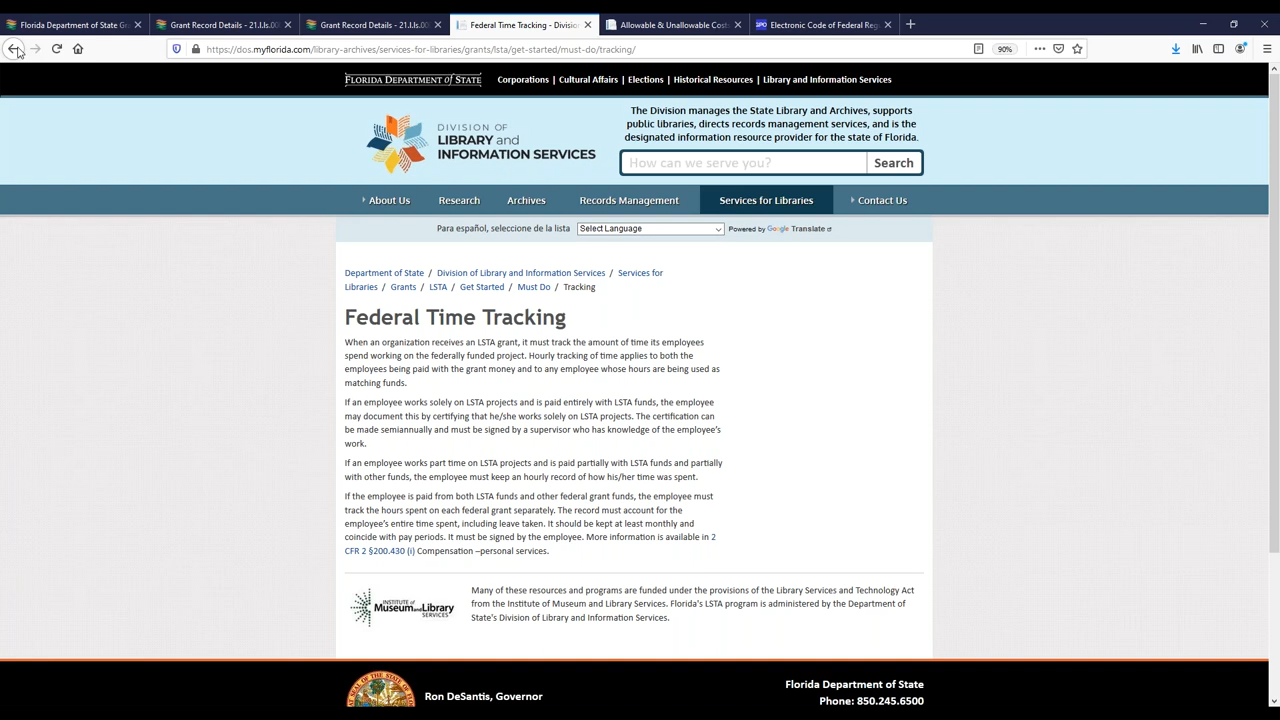 Florida Department of State Gr
Grant Record Details - 21.l.ls.00
Grant Record Details - 21.l.ls.00
Federal Time Tracking - Divisio
Allowable & Unallowable Cost
Electronic Code of Federal Reg
https://dos.myflorida.com/library-archives/services-for-libraries/grants/lsta/get-started/must-do/tracking/
90%
FLORIDA DEPARTMENT OF STATE
Corporations | Cultural Affairs | Elections | Historical Resources | Library and Information Services
DIVISION OF
LIBRARY and
INFORMATION SERVICES
The Division manages the State Library and Archives, supports
public libraries, directs records management services, and is the
designated information resource provider for the state of Florida.
How can we serve you?
Search
About Us
Research
Archives
Records Management
Services for Libraries
Contact Us
Para español, seleccione de la lista
Select Language
Powered by Google Translate
Department of State / Division of Library and Information Services / Services for
Libraries / Grants / LSTA / Get Started / Must Do / Tracking
Federal Time Tracking
When an organization receives an LSTA grant, it must track the amount of time its employees
spend working on the federally funded project. Hourly tracking of time applies to both the
employees being paid with the grant money and to any employee whose hours are being used as
matching funds.
If an employee works solely on LSTA projects and is paid entirely with LSTA funds, the employee
may document this by certifying that he/she works solely on LSTA projects. The certification can
be made semiannually and must be signed by a supervisor who has knowledge of the employee's
work.
If an employee works part time on LSTA projects and is paid partially with LSTA funds and partially
with other funds, the employee must keep an hourly record of how his/her time was spent.
If the employee is paid from both LSTA funds and other federal grant funds, the employee must
track the hours spent on each federal grant separately. The record must account for the
employee's entire time spent, including leave taken. It should be kept at least monthly and
coincide with pay periods. It must be signed by the employee. More information is available in 2
CFR 2 §200.430 (i) Compensation –personal services.
INSTITUTE of
Museum and Library
SERVICES
Many of these resources and programs are funded under the provisions of the Library Services and Technology Act
from the Institute of Museum and Library Services. Florida's LSTA program is administered by the Department of
State's Division of Library and Information Services.
Ron DeSantis, Governor
Florida Department of State
Phone: 850.245.6500